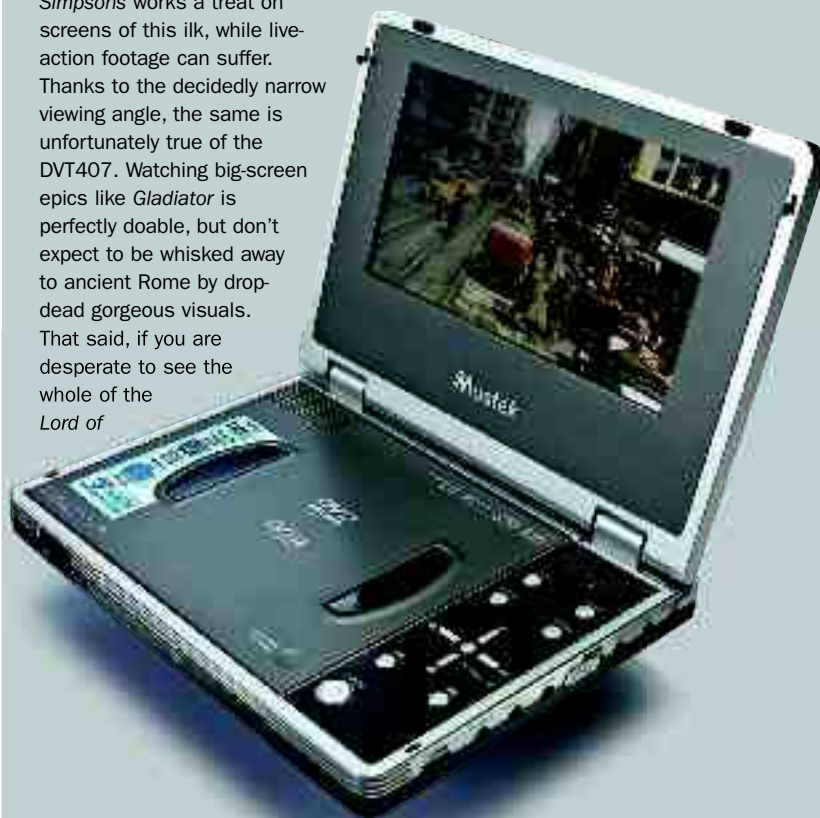 Simpsons works a treat on
screens of this ilk, while live-
action footage can suffer.
Thanks to the decidedly narrow
viewing angle, the same is
unfortunately true of the
DVT407. Watching big-screen
epics like Gladiator is
perfectly doable, but don't
expect to be whisked away
to ancient Rome by drop-
dead gorgeous visuals.
That said, if you are
desperate to see the
whole of the
Lord of
Mustek